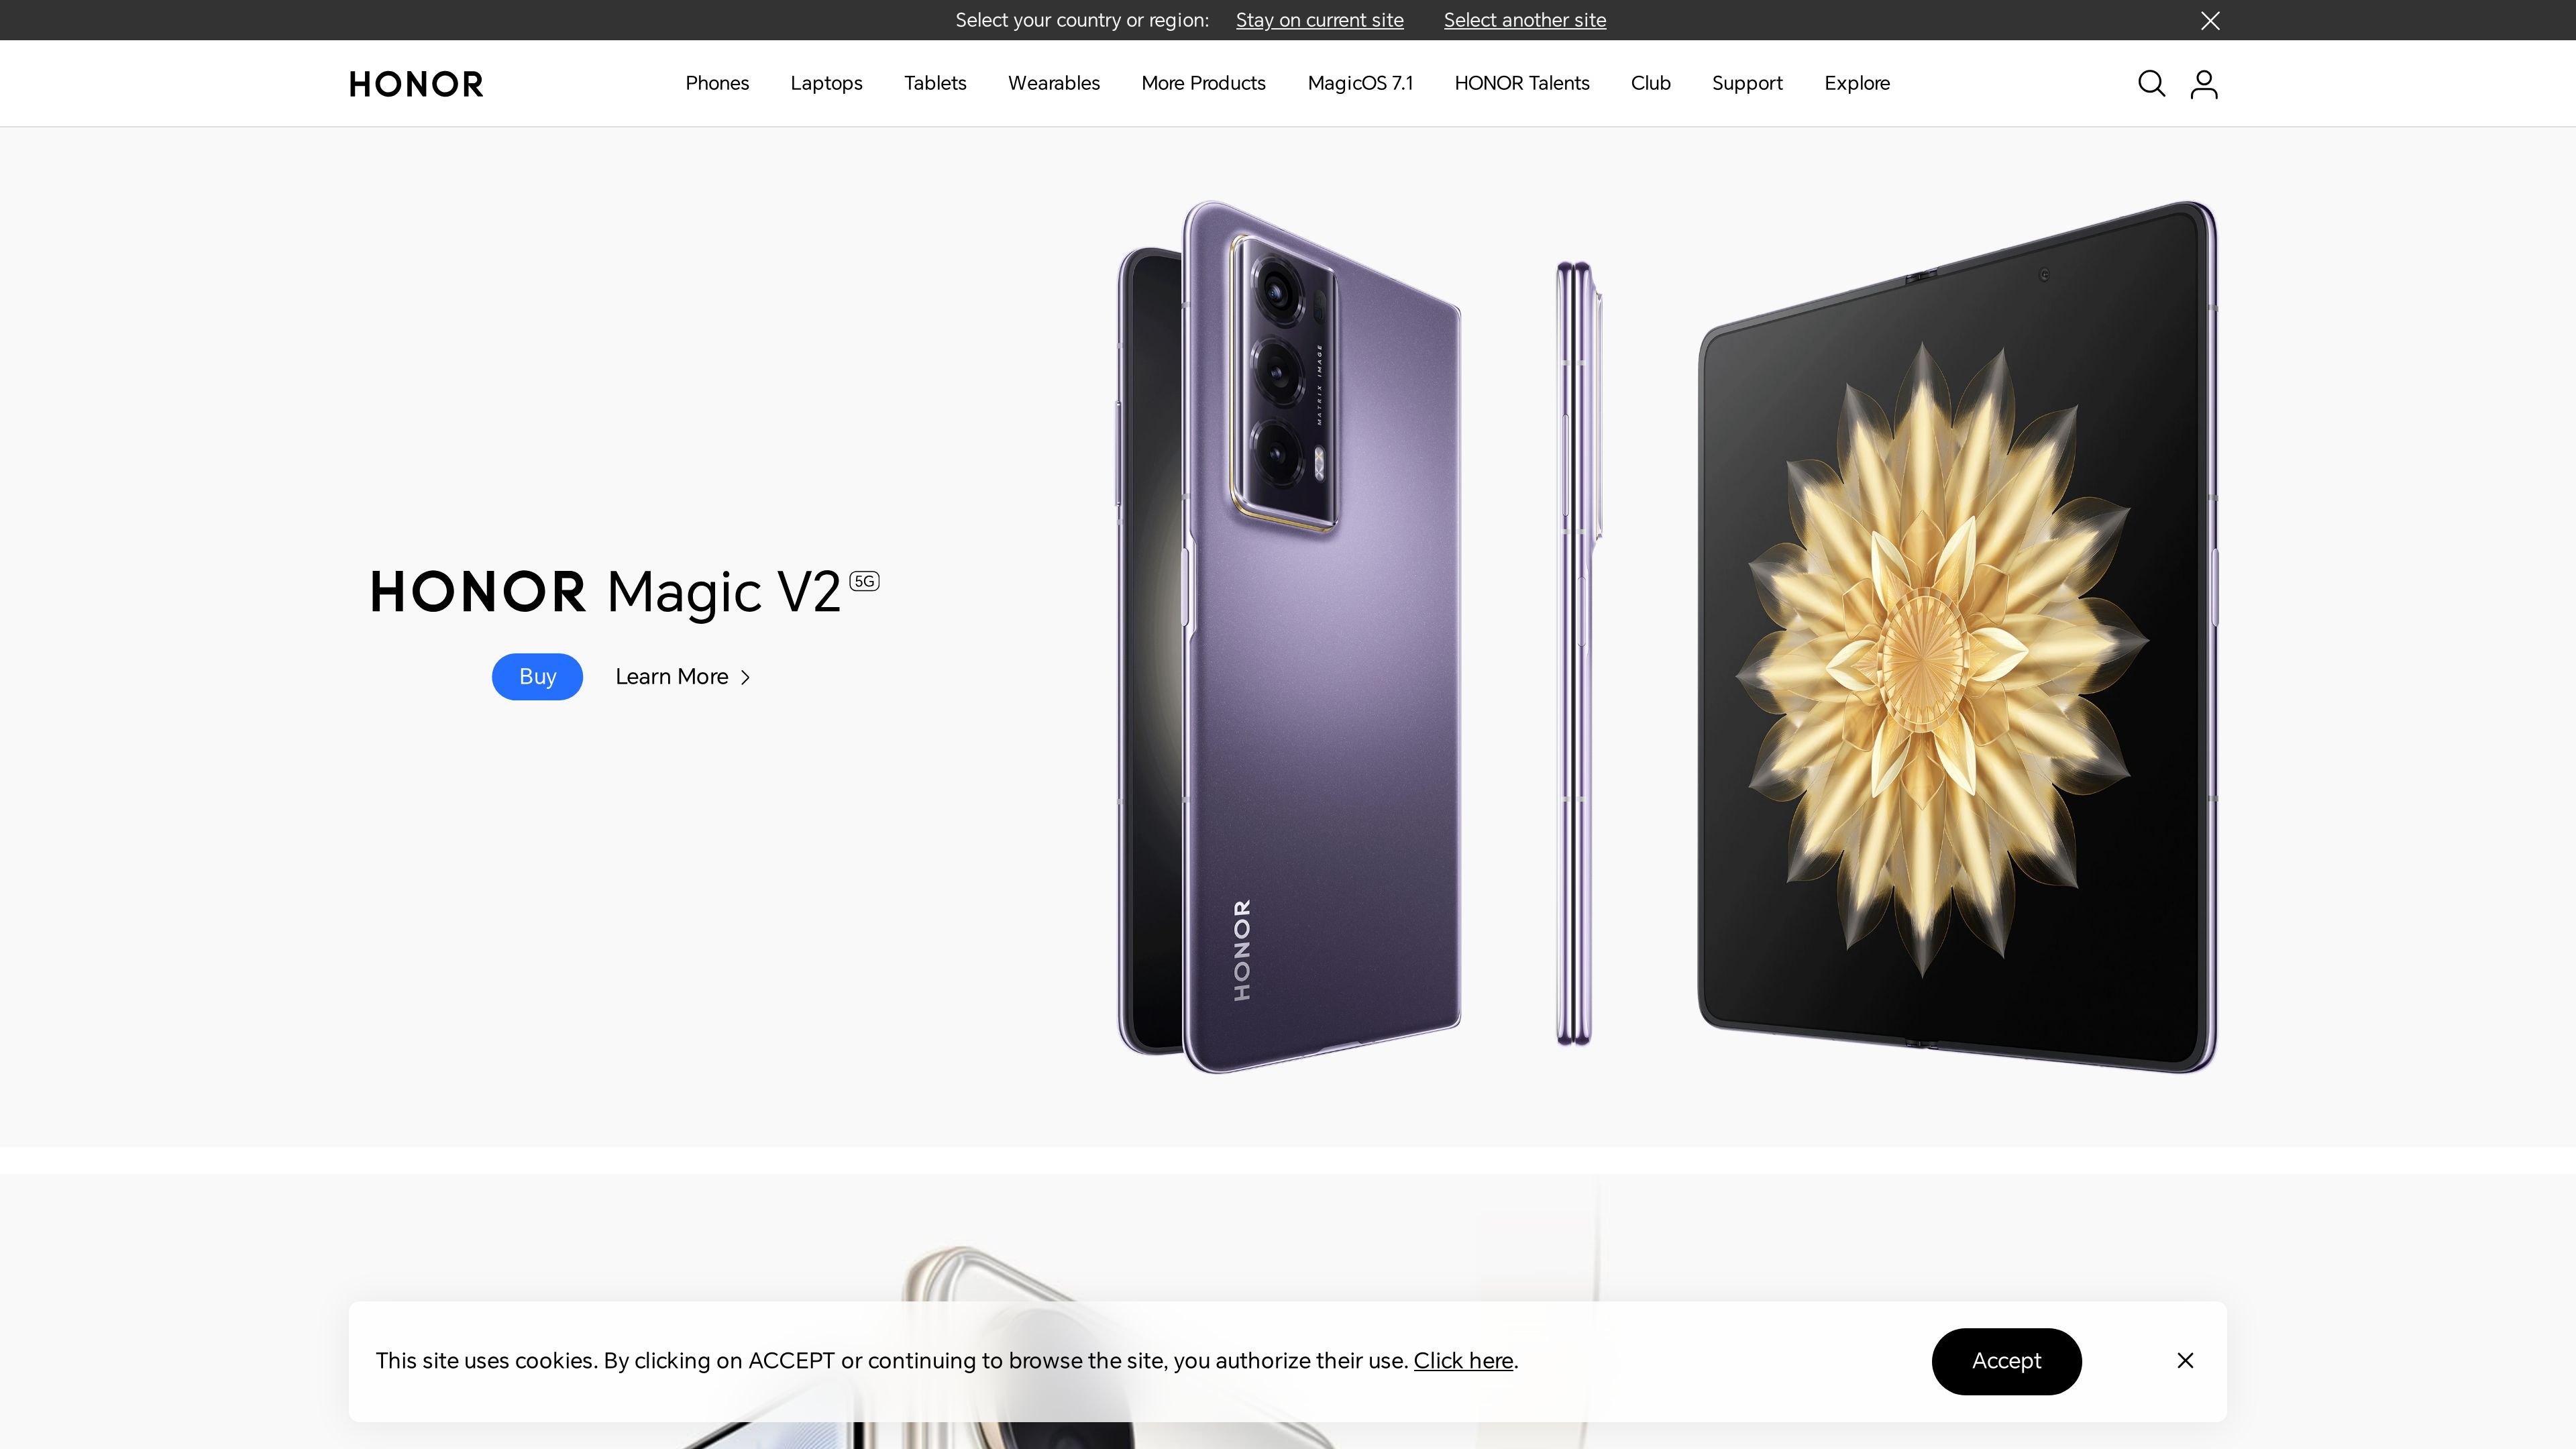 Select your country or region: Stay on current site Select another site
HONOR Phones Laptops Tablets Wearables More Products MagicOS 7.1 HONOR Talents Club Support Explore
MATRIX IMAGE
HONOR Magic V2 5G
Buy Learn More
HONOR
This site uses cookies. By clicking on ACCEPT or continuing to browse the site, you authorize their use. Click here. Accept